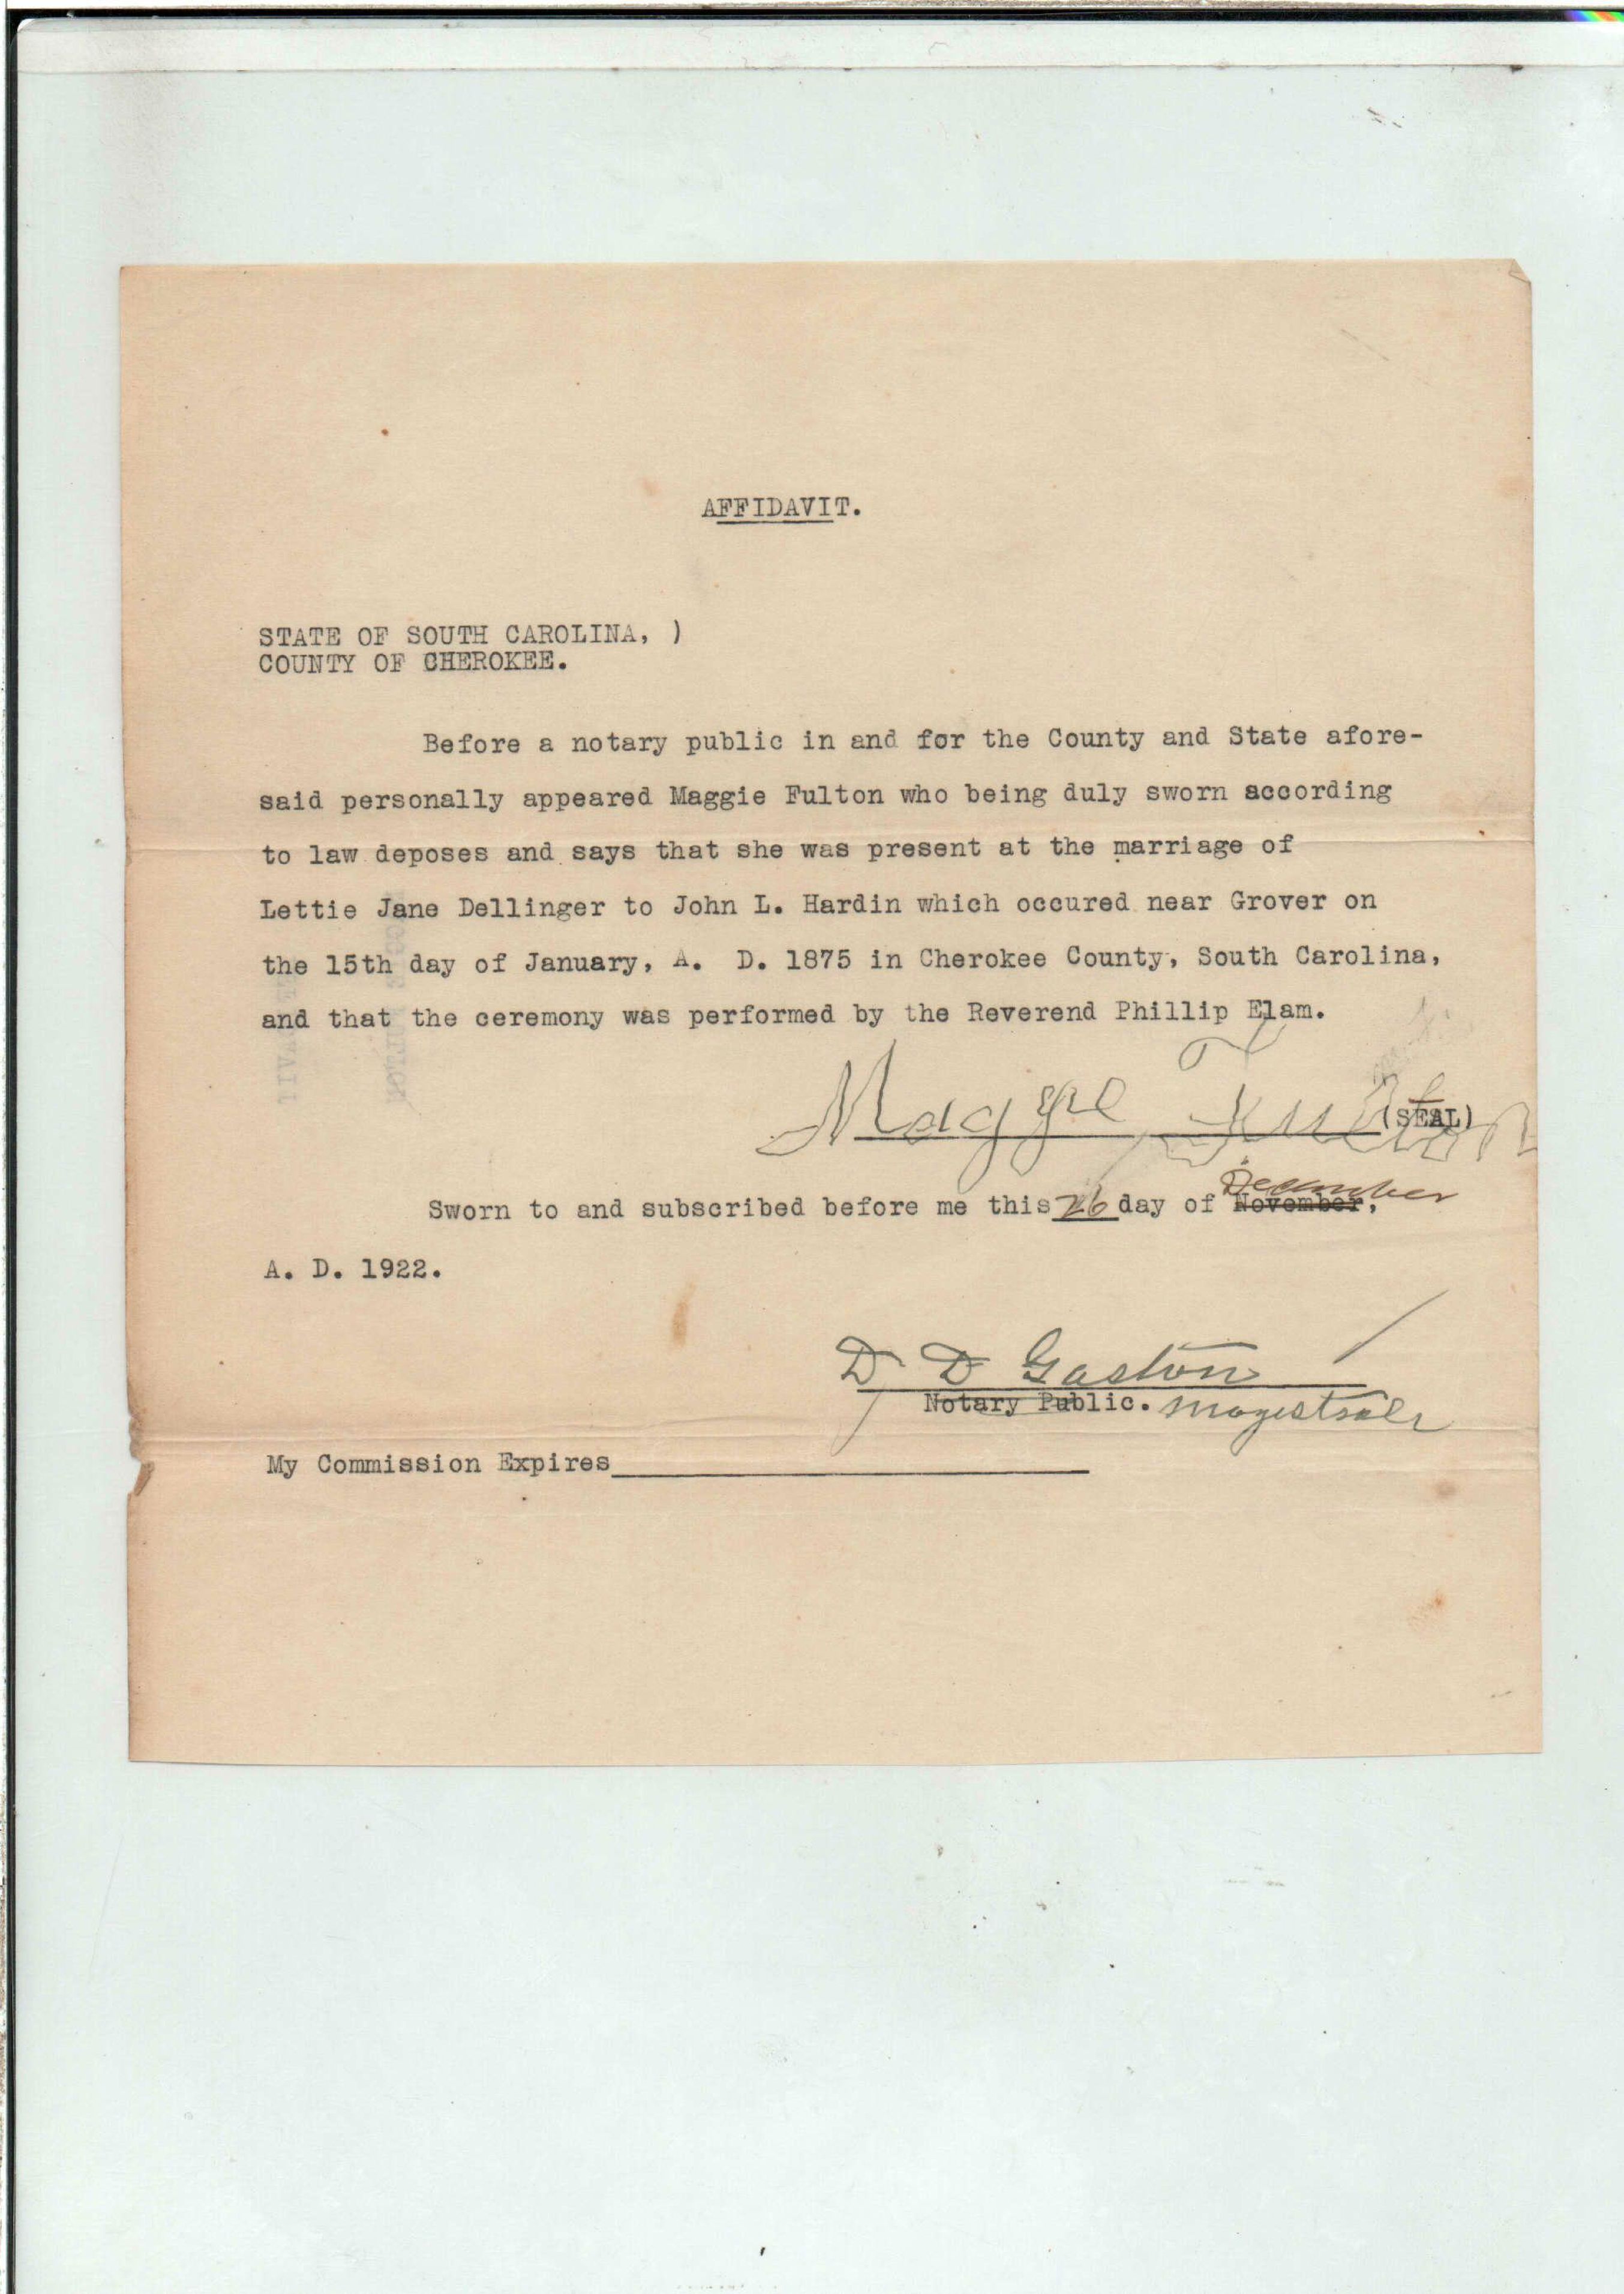 AFFIDAVIT.
STATE OF SOUTH CAROLINA, )
COUNTY OF CHEROKEE.
Before a notary public in and for the County and State afore-
said personally appeared Maggie Fulton who being duly sworn according
to law deposes and says that she was present at the marriage of
Lettie Jane Dellinger to John L. Hardin which occured near Grover on
the 15th day of January, A. D. 1875 in Cherokee County, South Carolina,
and that the ceremony was performed by the Reverend Phillip Elam.
Maggie Fulton (SEAL)
December
Sworn to and subscribed before me this 26 day of November,
A. D. 1922.
D D Gaston
Notary Public. Magistrate
My Commission Expires